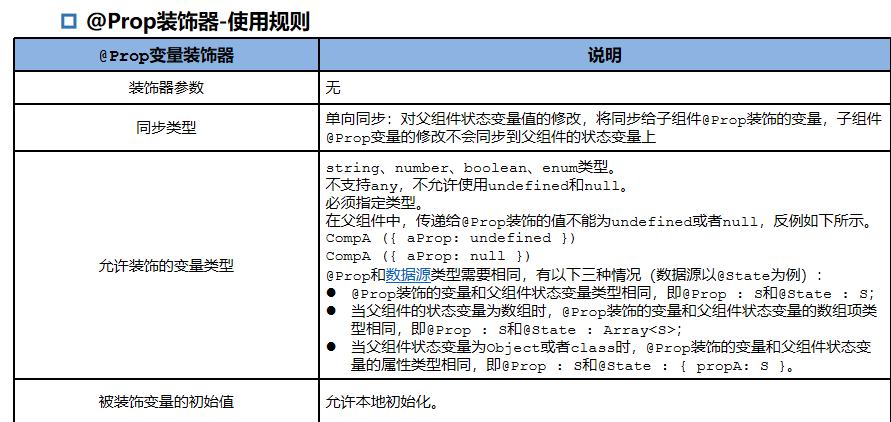 @Prop装饰器-使用规则
@Prop变量装饰器
说明
装饰器参数
无
同步类型
单向同步：对父组件状态变量值的修改，将同步给子组件@Prop装饰的变量，子组件
@Prop变量的修改不会同步到父组件的状态变量上
允许装饰的变量类型
string、number、boolean、enum类型。
不支持any，不允许使用undefined和null。
必须指定类型。
在父组件中，传递给@Prop装饰的值不能为undefined或者null，反例如下所示。
CompA ({ aProp: undefined })
CompA ({ aProp: null })
@Prop和数据源类型需要相同，有以下三种情况（数据源以@State为例）：
● @Prop装饰的变量和父组件状态变量类型相同，即@Prop : S和@State : S；
● 当父组件的状态变量为数组时，@Prop装饰的变量和父组件状态变量的数组项类
型相同，即@Prop : S和@State : Array<S>；
● 当父组件状态变量为Object或者class时，@Prop装饰的变量和父组件状态变
量的属性类型相同，即@Prop : S和@State : { propA: S }。
被装饰变量的初始值
允许本地初始化。